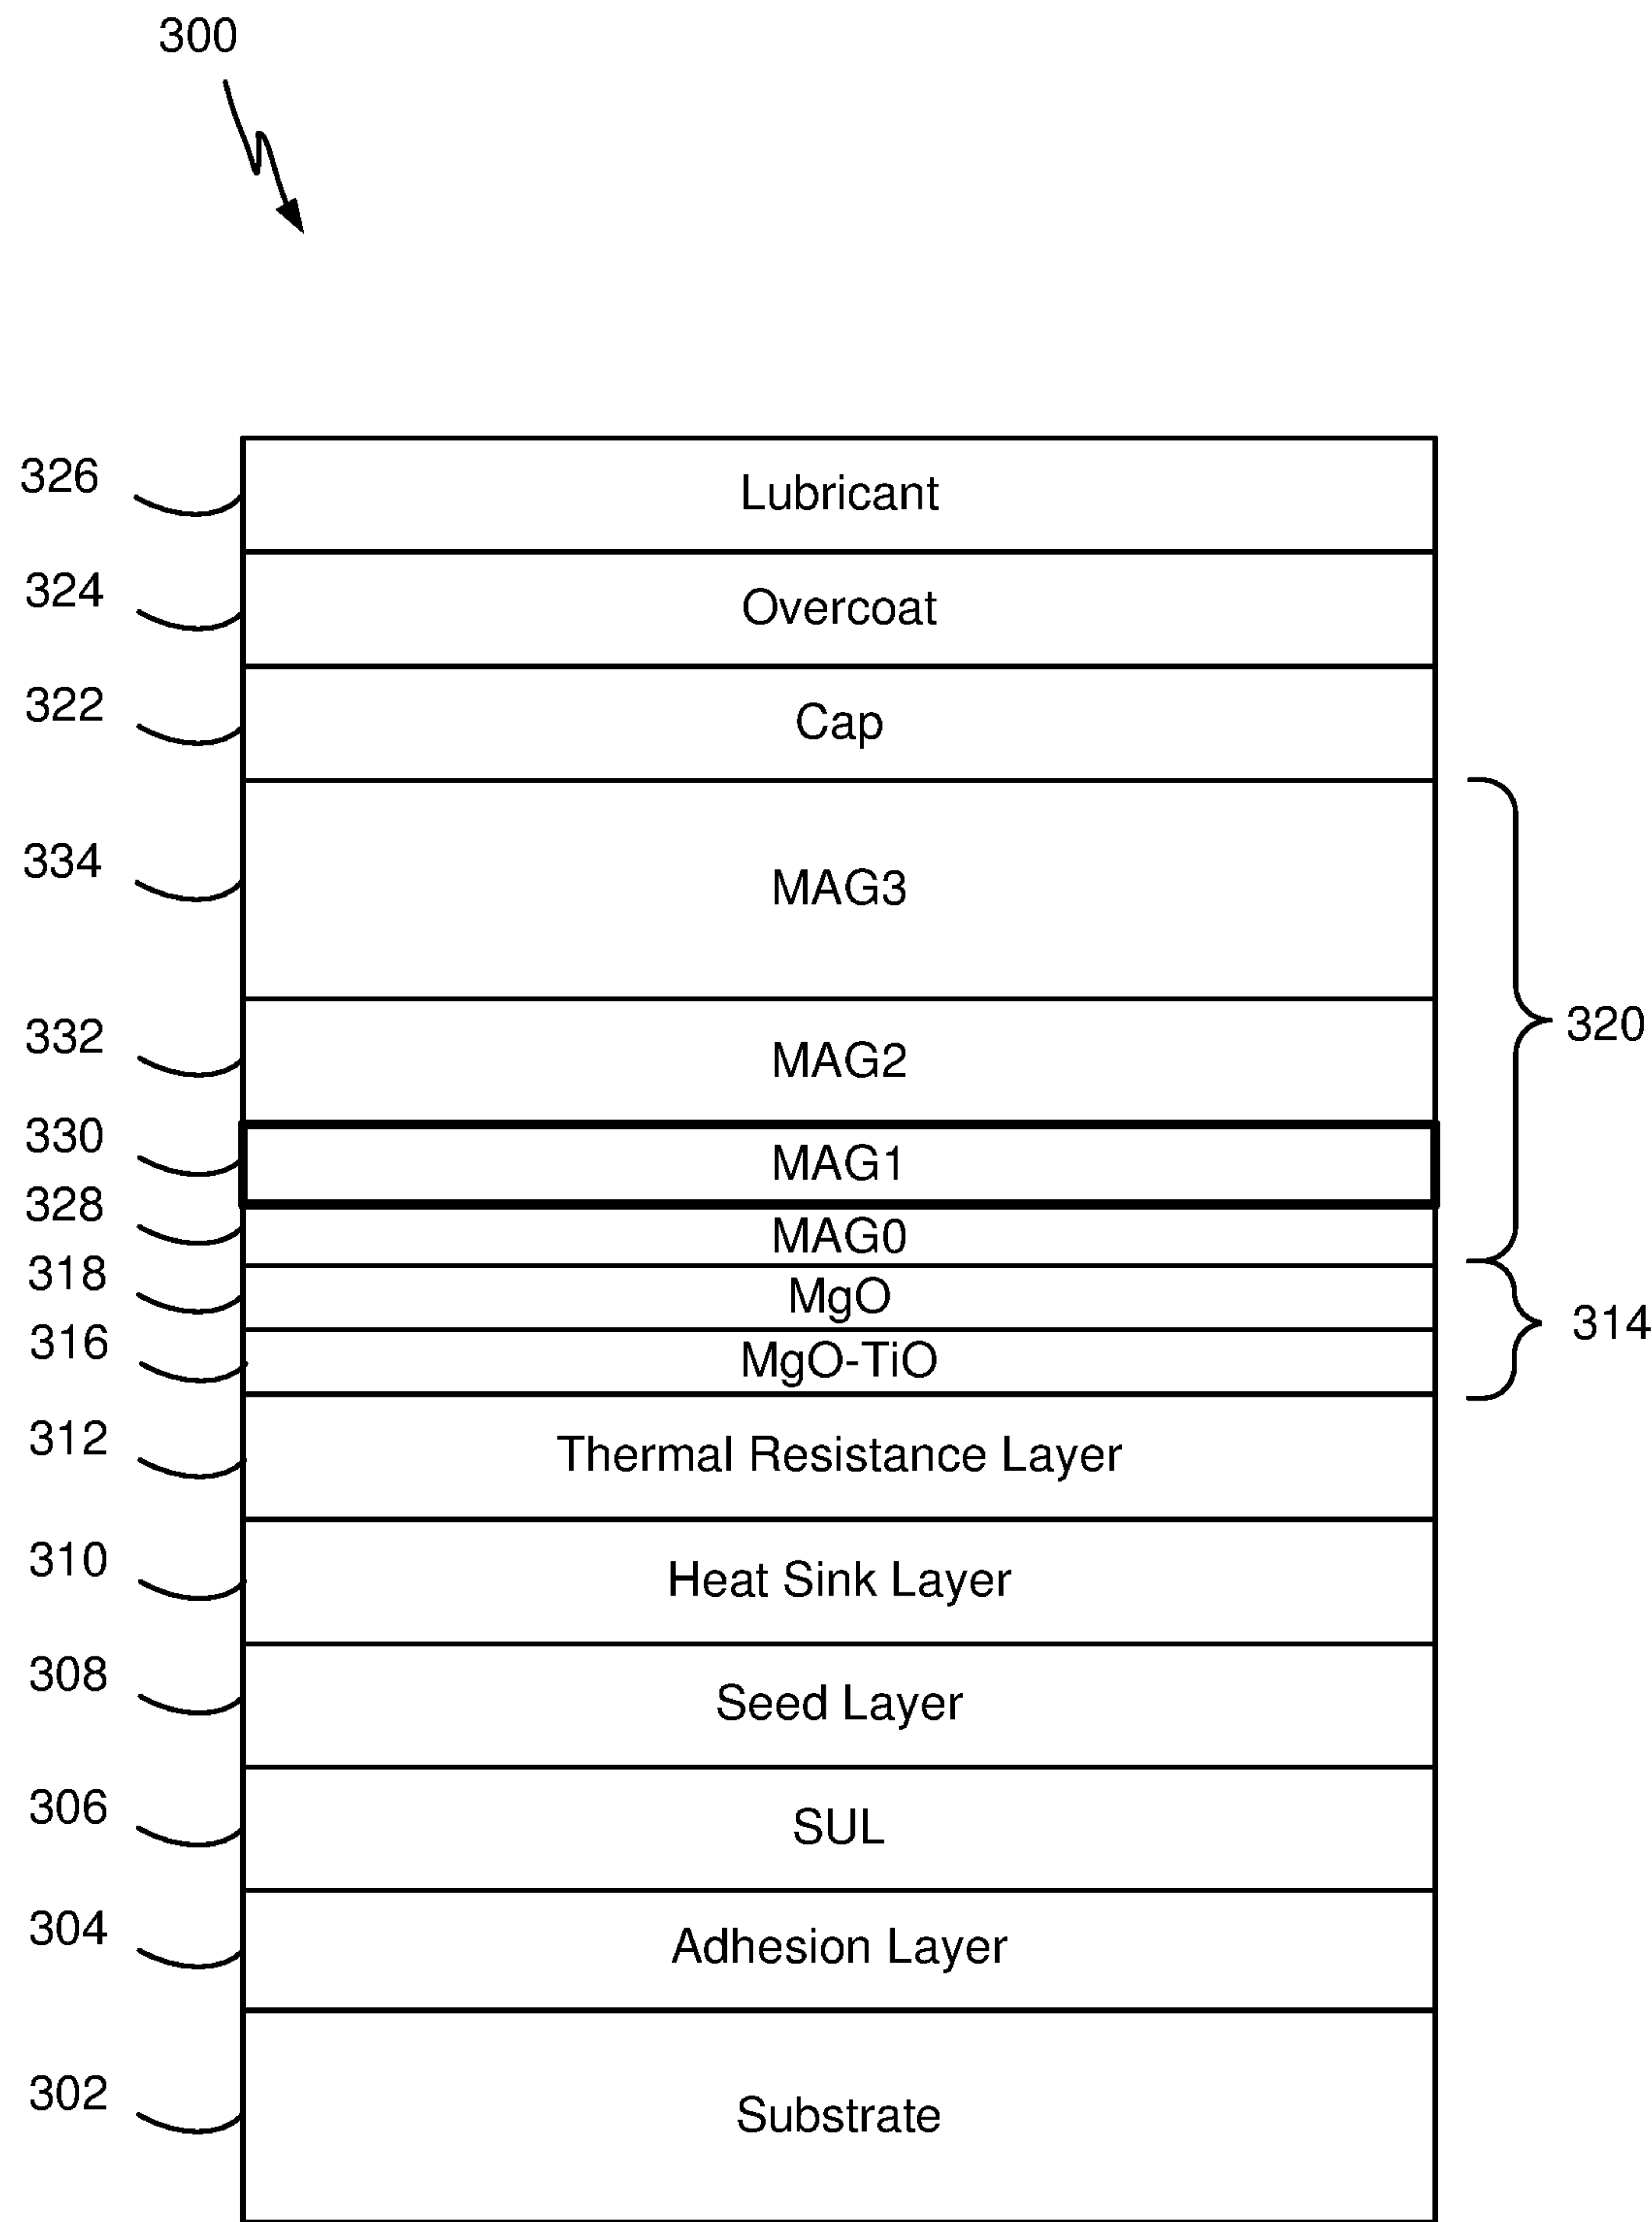 300
326 Lubricant
324 Overcoat
322 Cap
334 MAG3
332 MAG2
320
330 MAG1
328 MAG0
318 MgO
314
316 MgO-TiO
312 Thermal Resistance Layer
310 Heat Sink Layer
308 Seed Layer
306 SUL
304 Adhesion Layer
302 Substrate